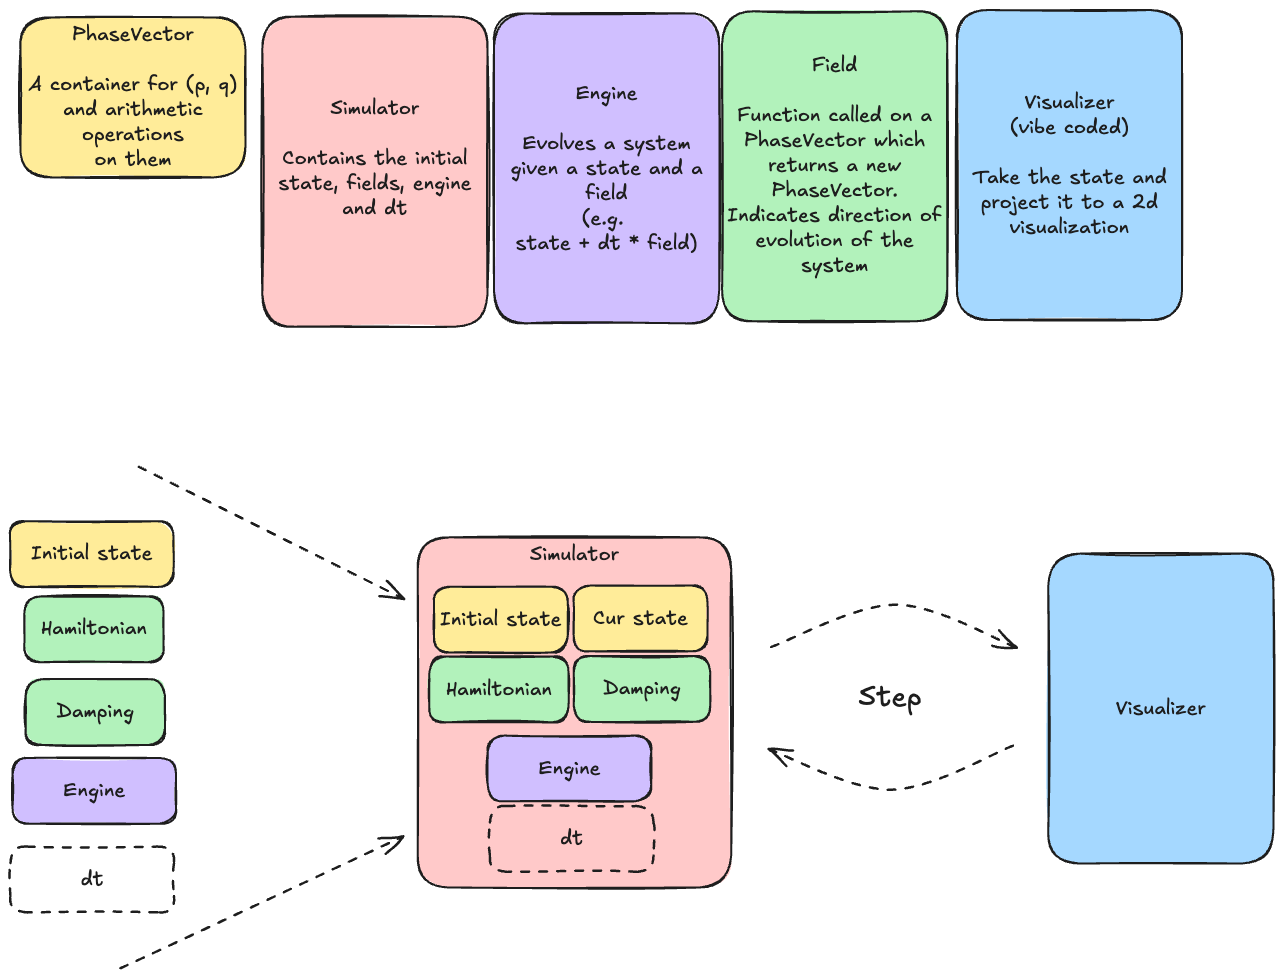 PhaseVector
A container for (p, q)
and arithmetic
operations
on them
Simulator
Contains the initial
state, fields, engine
and dt
Engine
Evolves a system
given a state and a
field
(e.g.
state + dt * field)
Field
Function called on a
PhaseVector which
returns a new
PhaseVector.
Indicates direction of
evolution of the
system
Visualizer
(vibe coded)
Take the state and
project it to a 2d
visualization
Initial state
Hamiltonian
Damping
Engine
dt
Simulator
Initial state
Cur state
Hamiltonian
Damping
Engine
dt
Step
Visualizer